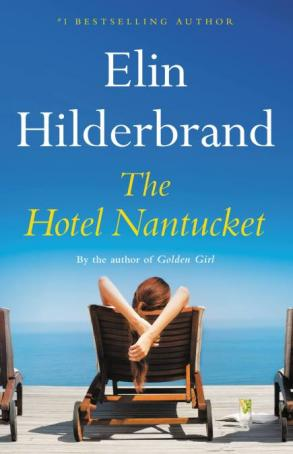 #1 BESTSELLING AUTHOR
Elin
Hilderbrand
The
Hotel Nantucket
By the author of Golden Girl